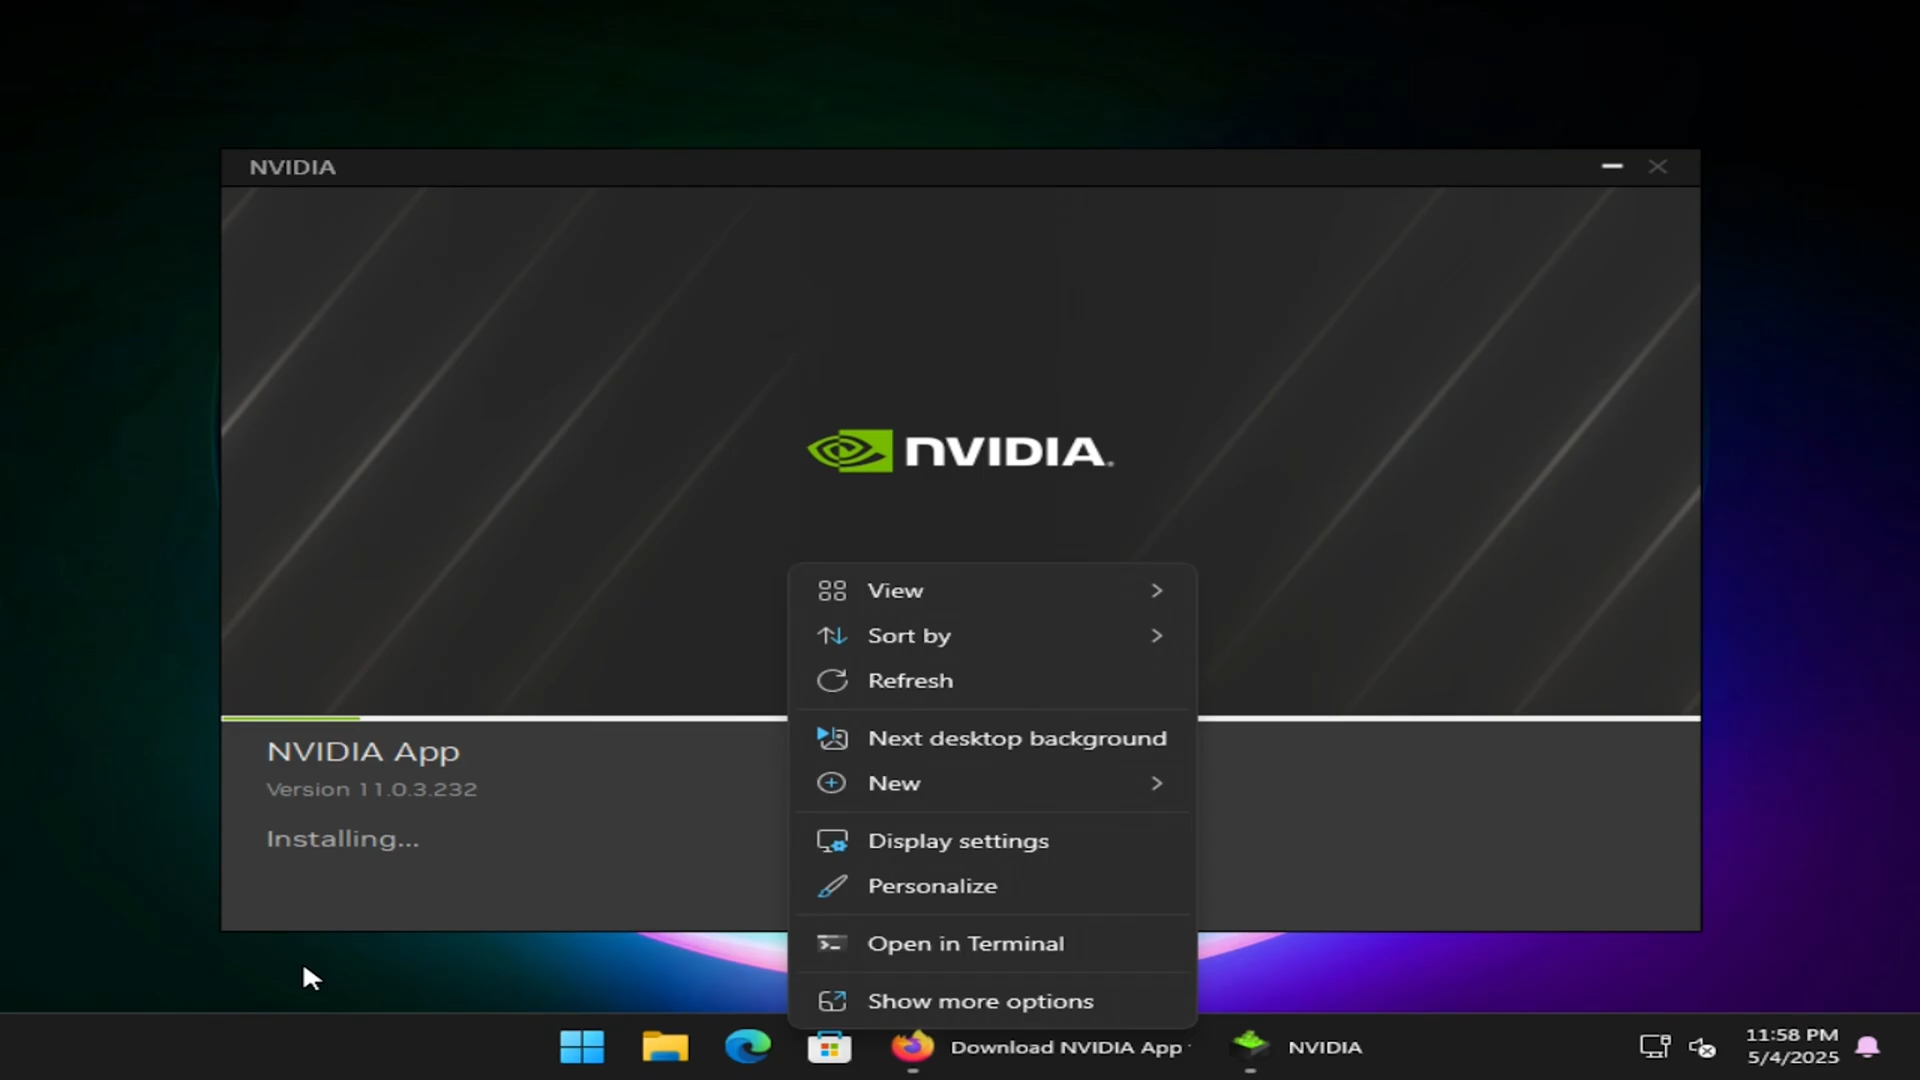 NVIDIA
NVIDIA.
View
Sort by
Refresh
Next desktop background
New
Display settings
Personalize
Open in Terminal
Show more options
NVIDIA App
Version 11.0.3.232
Installing...
Download NVIDIA App
NVIDIA
11:58 PM
5/4/2025